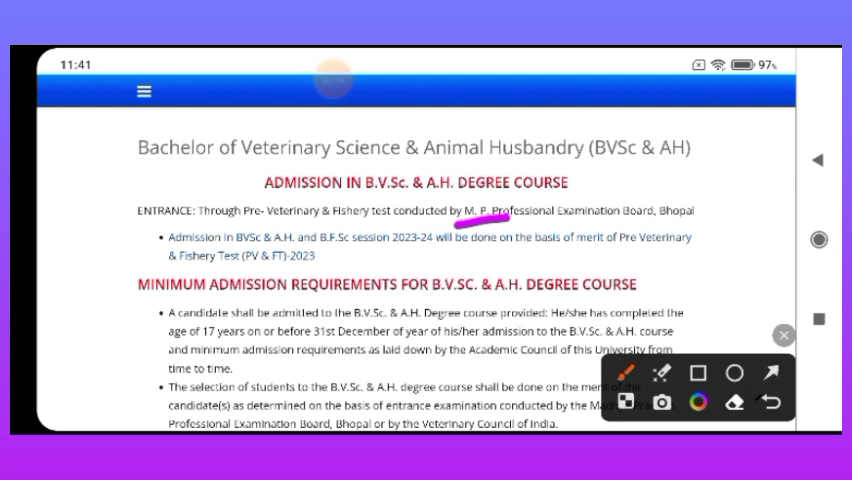 11:41
97%
Bachelor of Veterinary Science & Animal Husbandry (BVSc & AH)
ADMISSION IN B.V.Sc. & A.H. DEGREE COURSE
ENTRANCE: Through Pre- Veterinary & Fishery test conducted by M. P. Professional Examination Board, Bhopal
• Admission in BVSc & A.H. and B.F.Sc session 2023-24 will be done on the basis of merit of Pre Veterinary
& Fishery Test (PV & FT)-2023
MINIMUM ADMISSION REQUIREMENTS FOR B.V.SC. & A.H. DEGREE COURSE
• A candidate shall be admitted to the B.V.Sc. & A.H. Degree course provided: He/she has completed the
age of 17 years on or before 31st December of year of his/her admission to the B.V.Sc. & A.H. course
and minimum admission requirements as laid down by the Academic Council of this University from
time to time.
• The selection of students to the B.V.Sc. & A.H. degree course shall be done on the merit of the
candidate(s) as determined on the basis of entrance examination conducted by the
Professional Examination Board, Bhopal or by the Veterinary Council of India.